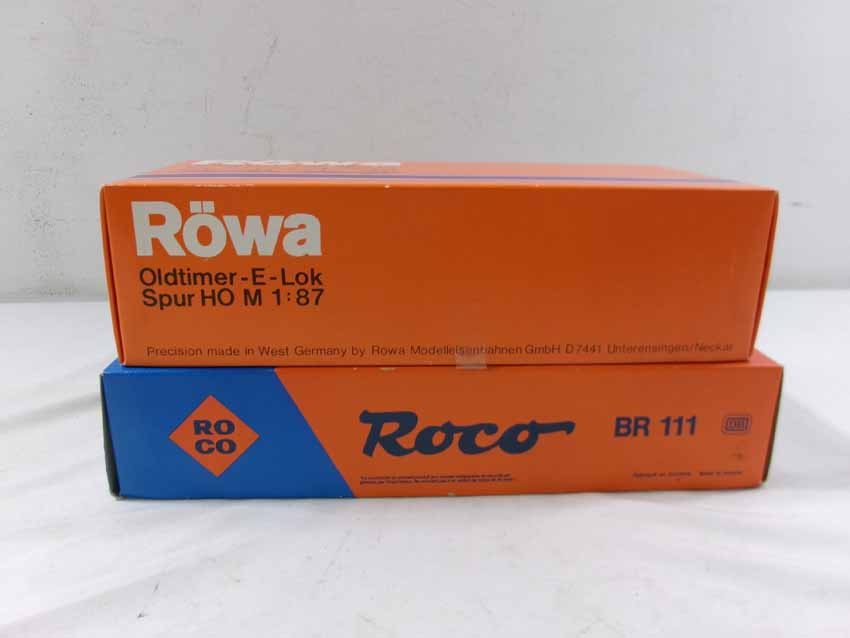 Röwa
Röwa
Oldtimer-E-Lok
Spur HO M 1:87
Precision made in West Germany by Röwa Modelleisenbahnen GmbH D7441 Unterensingen/Neckar
RO
CO
Roco
BR 111
DB